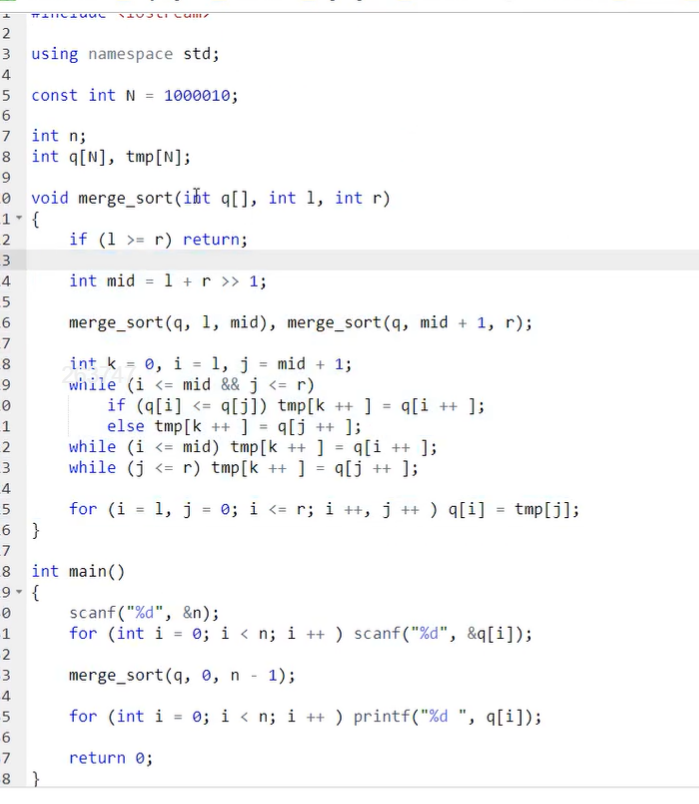 #include <iostream>
2
3 using namespace std;
4
5 const int N = 1000010;
6
7 int n;
8 int q[N], tmp[N];
9
0 void merge_sort(int q[], int l, int r)
1 {
2     if (l >= r) return;
3
4     int mid = l + r >> 1;
5
6     merge_sort(q, l, mid), merge_sort(q, mid + 1, r);
7
8     int k = 0, i = l, j = mid + 1;
9     while (i <= mid && j <= r)
0         if (q[i] <= q[j]) tmp[k ++ ] = q[i ++ ];
1         else tmp[k ++ ] = q[j ++ ];
2     while (i <= mid) tmp[k ++ ] = q[i ++ ];
3     while (j <= r) tmp[k ++ ] = q[j ++ ];
4
5     for (i = l, j = 0; i <= r; i ++, j ++ ) q[i] = tmp[j];
6 }
7
8 int main()
9 {
0     scanf("%d", &n);
1     for (int i = 0; i < n; i ++ ) scanf("%d", &q[i]);
2
3     merge_sort(q, 0, n - 1);
4
5     for (int i = 0; i < n; i ++ ) printf("%d ", q[i]);
6
7     return 0;
8 }